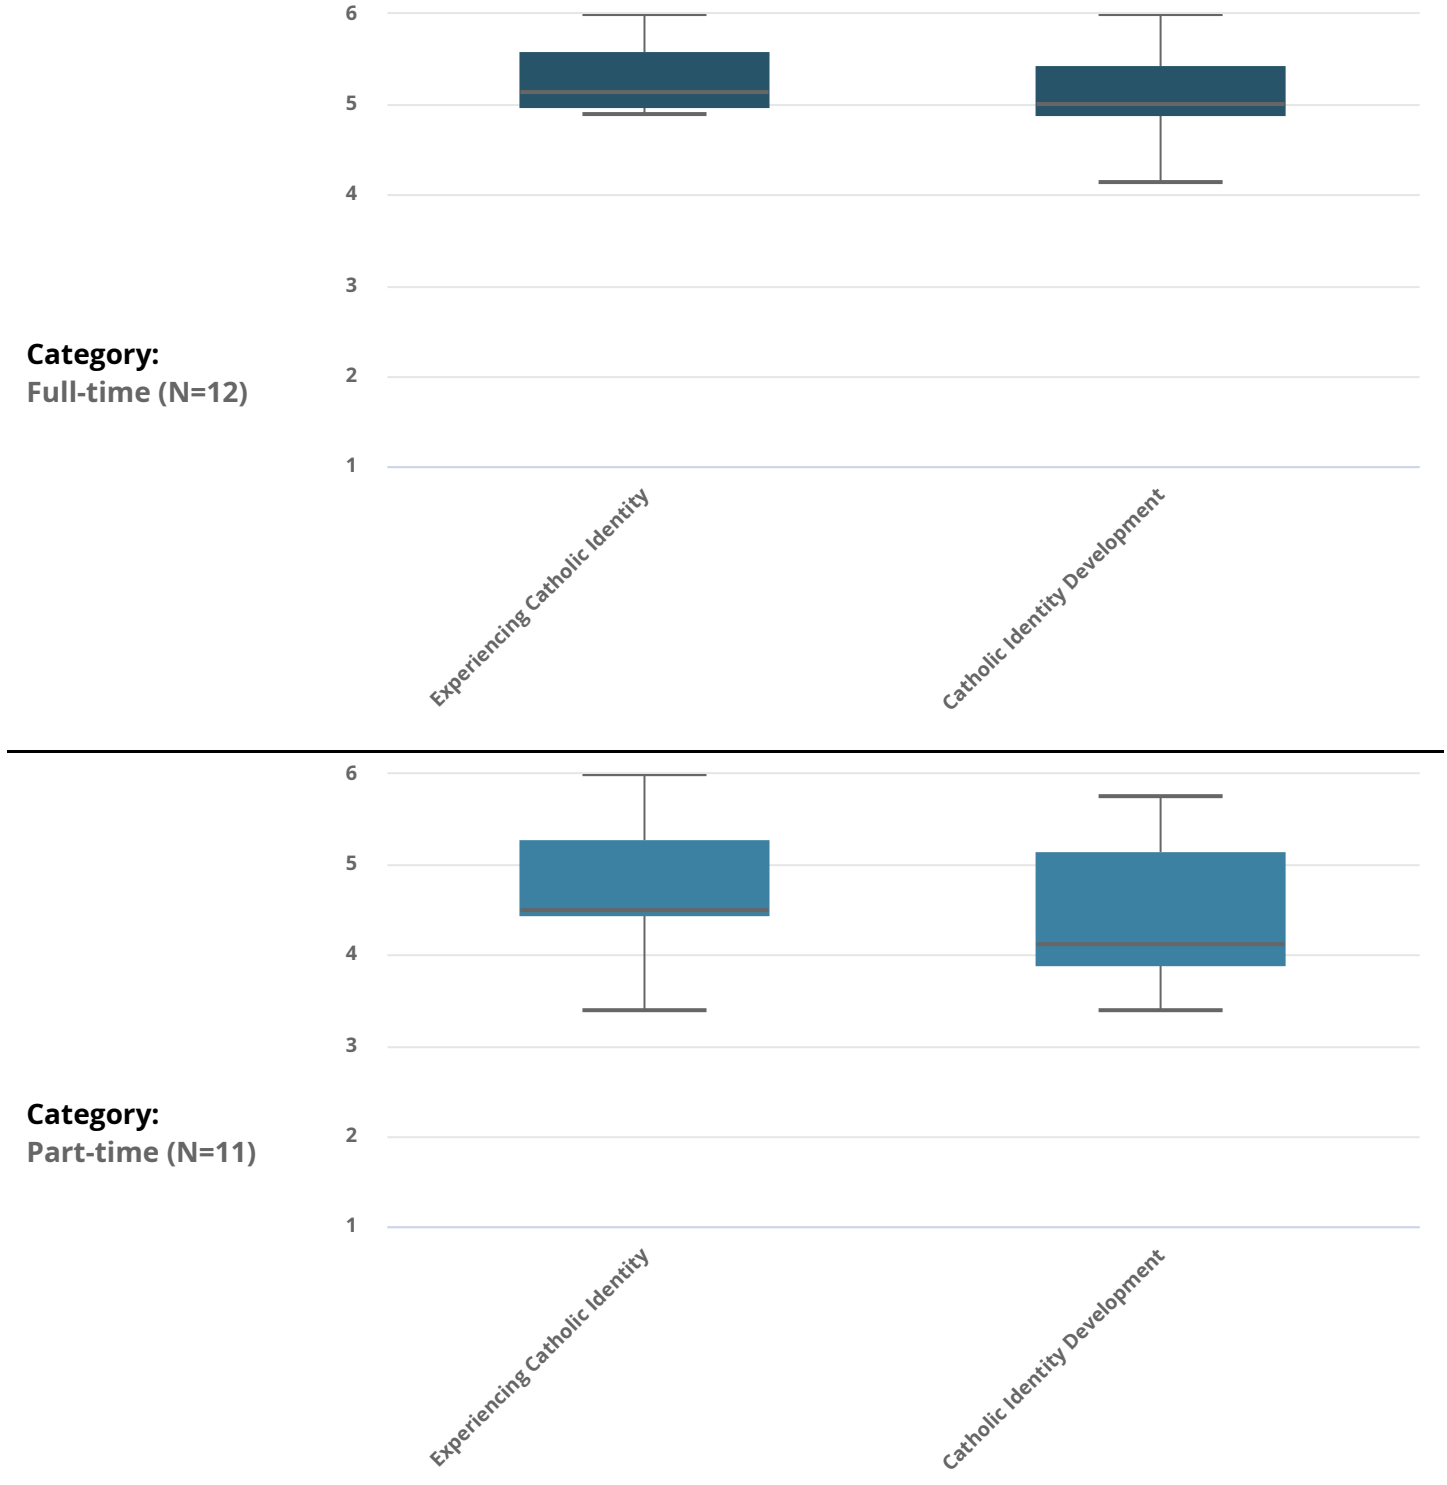 6
5
4
3
2
1
Category:
Full-time (N=12)
Experiencing Catholic Identity
Catholic Identity Development
6
5
4
3
2
1
Category:
Part-time (N=11)
Experiencing Catholic Identity
Catholic Identity Development